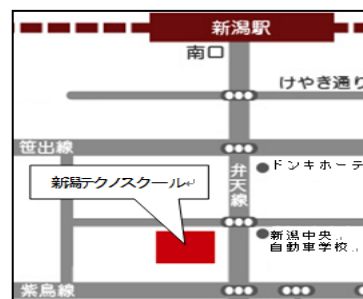 新潟駅
南口
けやき通り
笹出線
弁天線
ドンキホーテ
新潟テクノスクール
新潟中央
自動車学校
紫鳥線